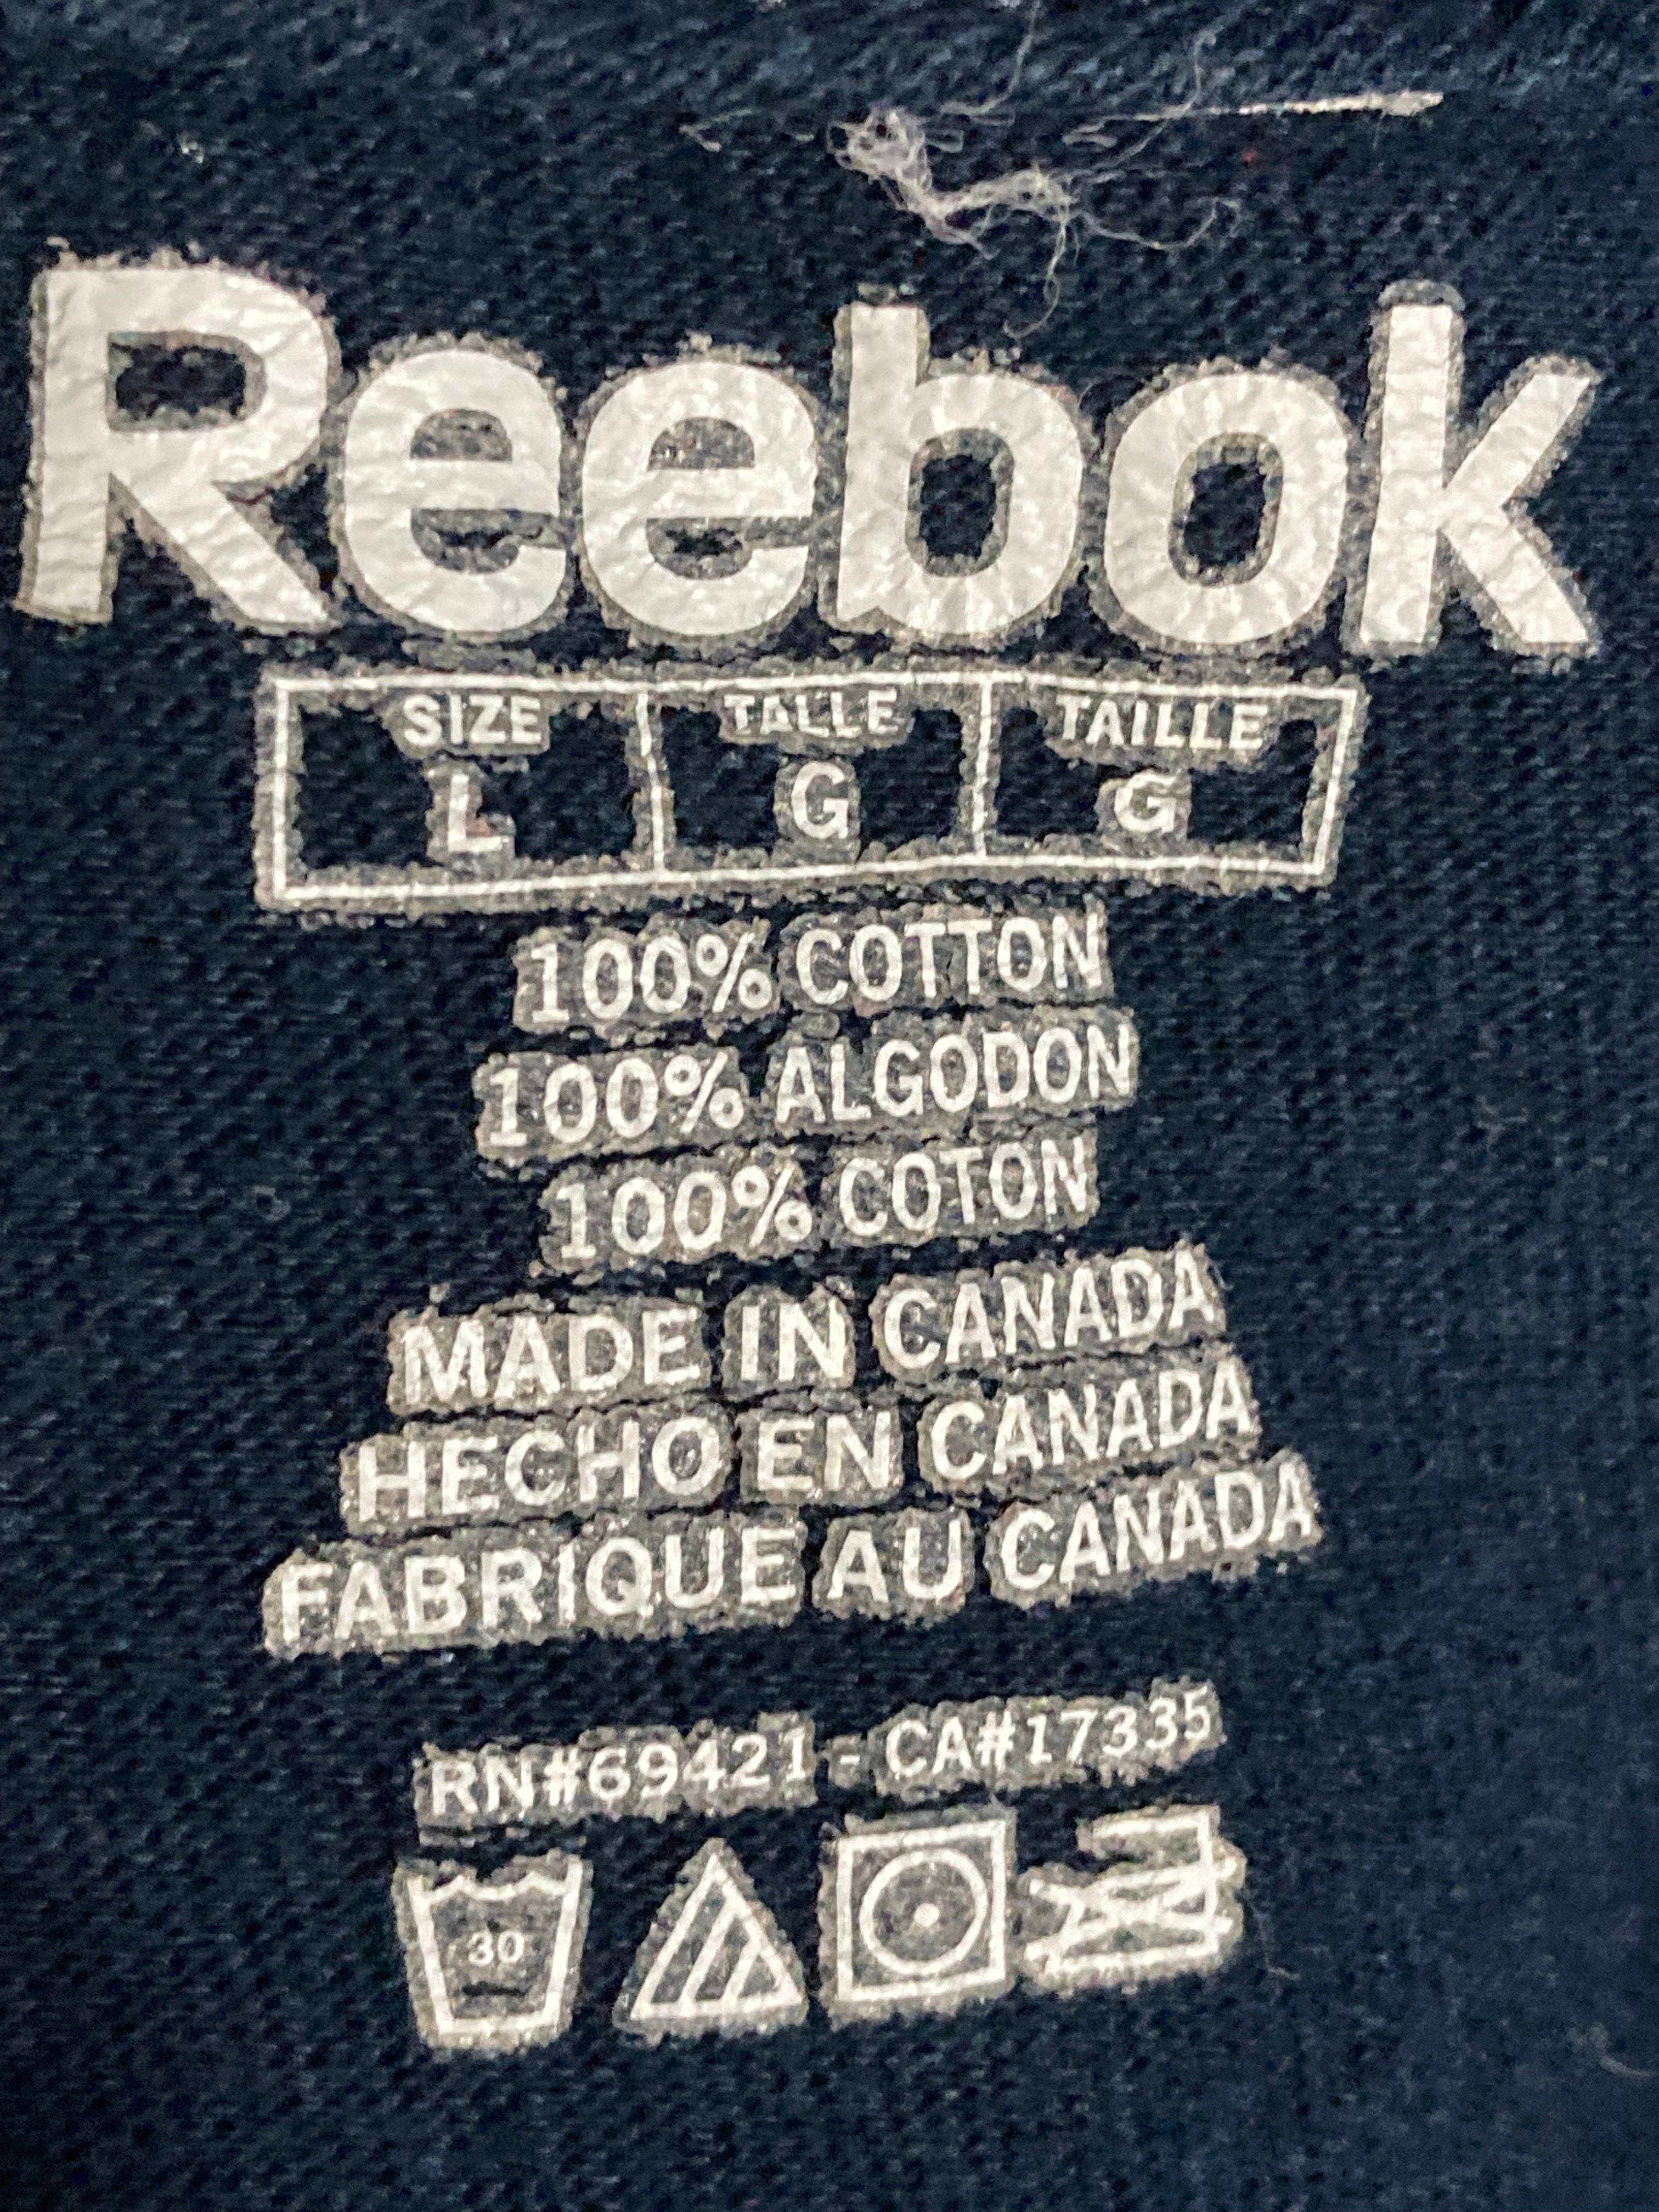 Reebok
SIZE TALLE TAILLE
L G G
100% COTTON
100% ALGODON
100% COTON
MADE IN CANADA
HECHO EN CANADA
FABRIQUE AU CANADA
RN#69421 - CA#17335
30